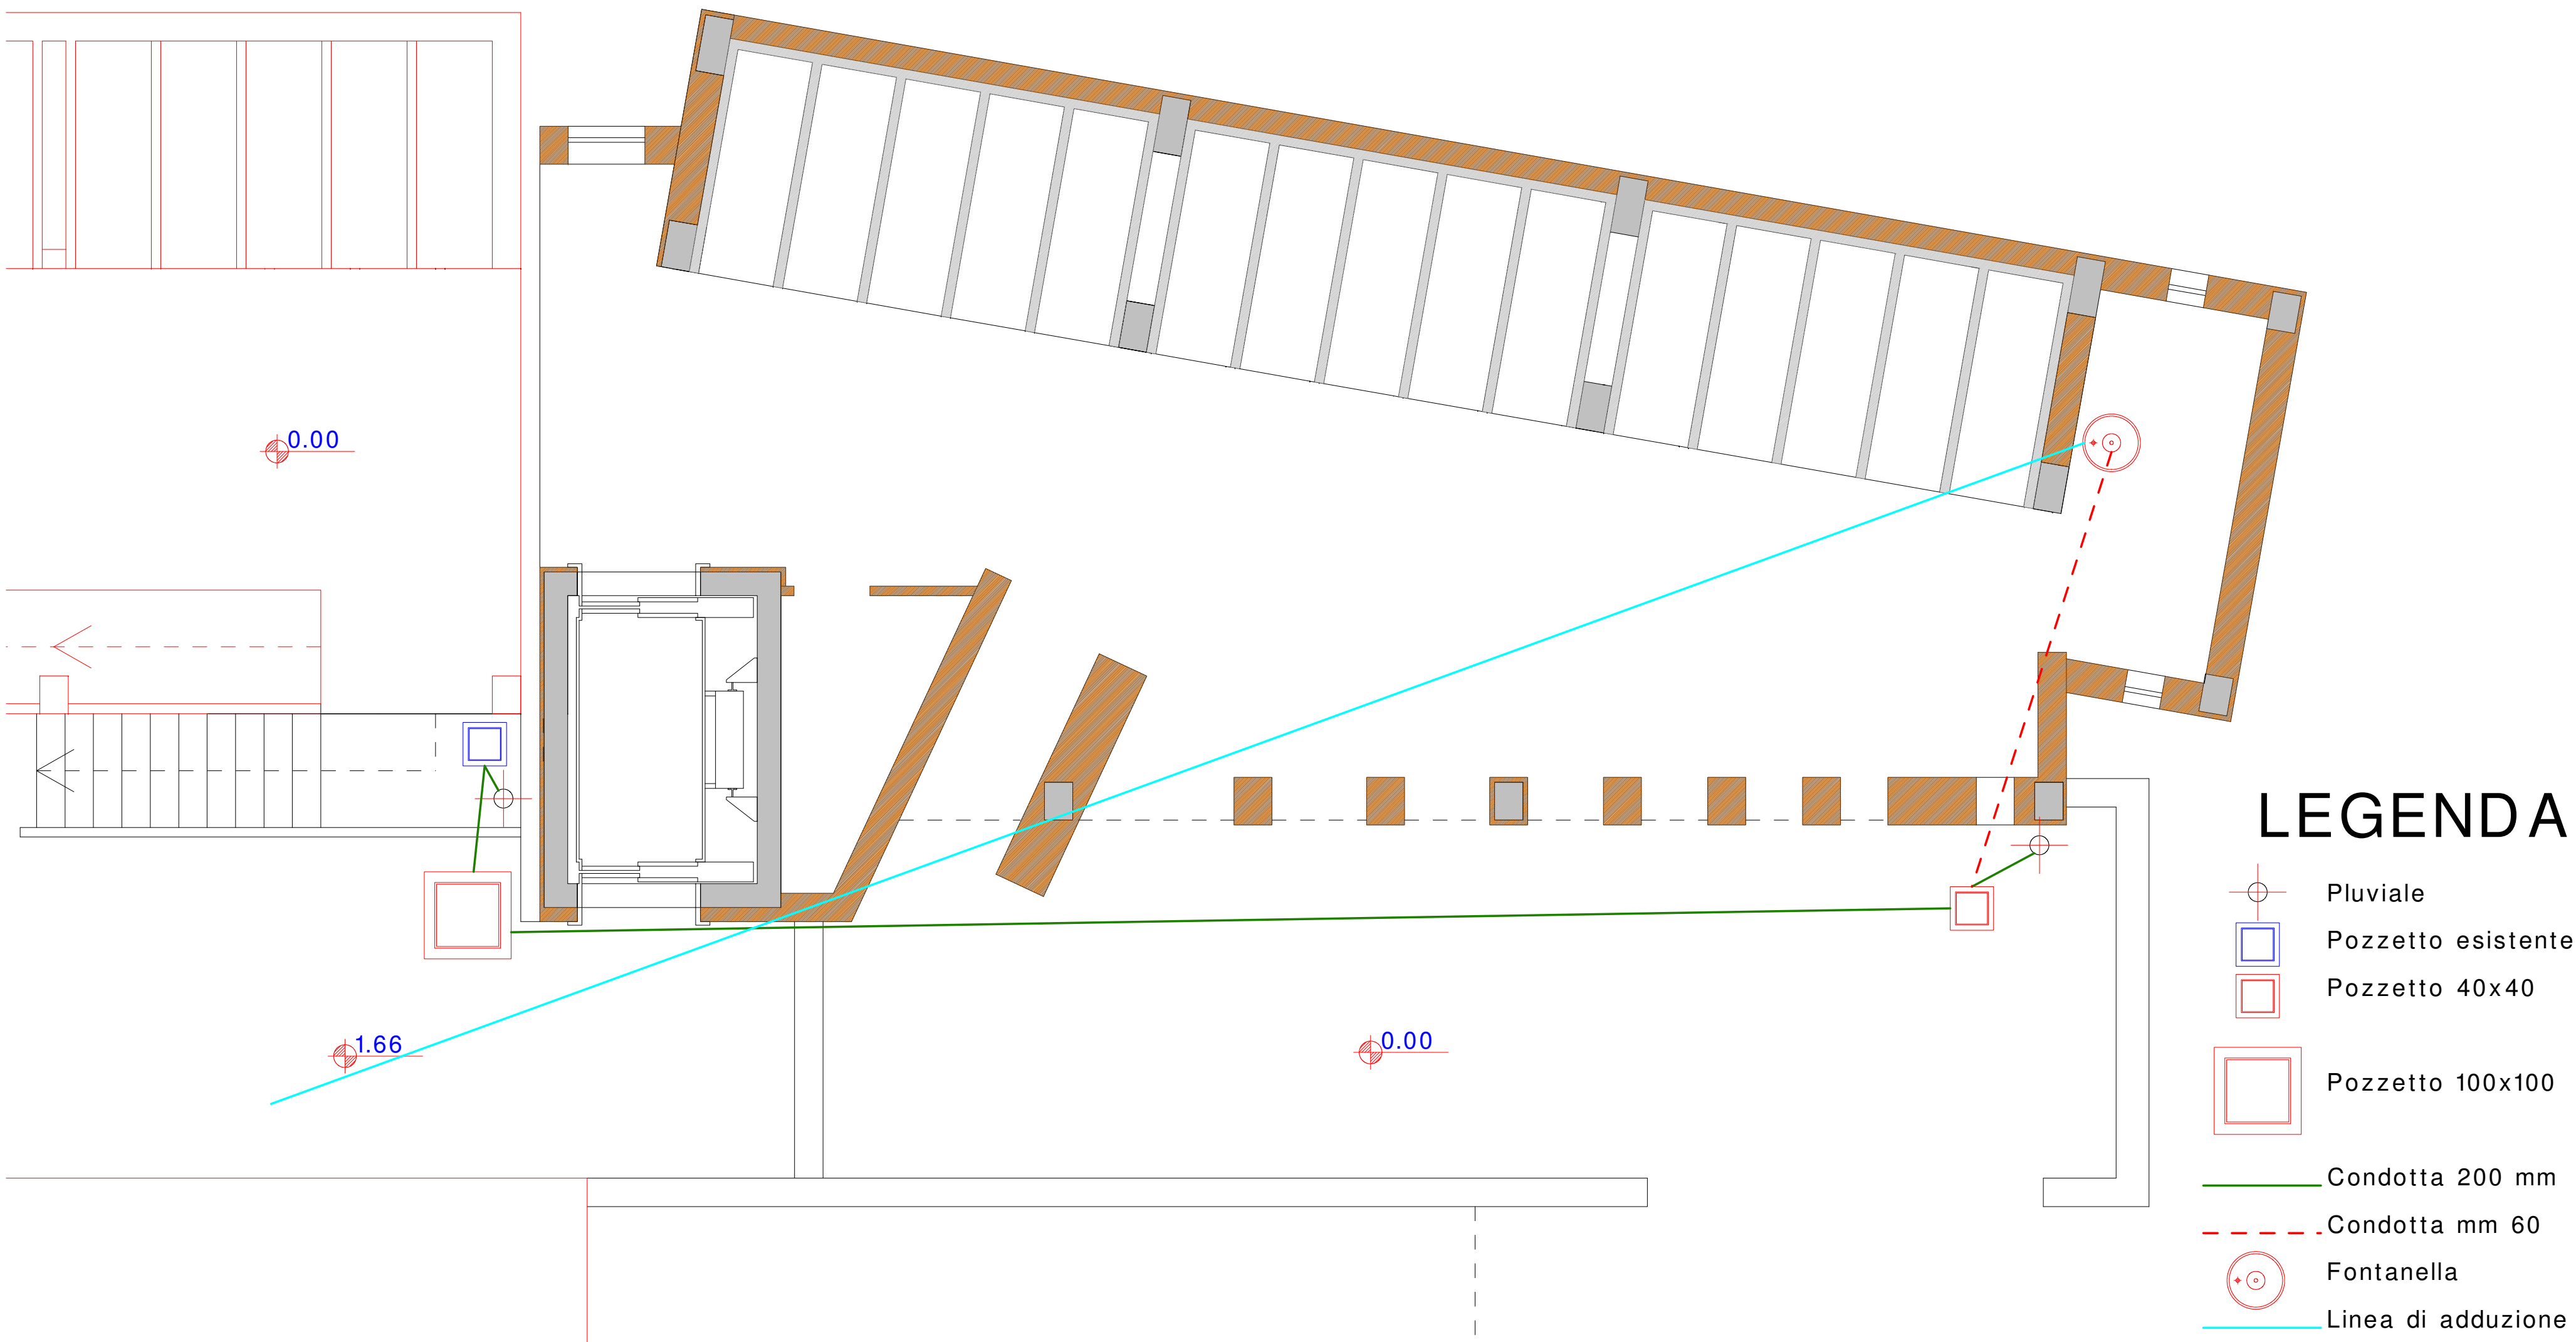 0.00
1.66
0.00
LEGENDA
Pluviale
Pozzetto esistente
Pozzetto 40x40
Pozzetto 100x100
Condotta 200 mm
Condotta mm 60
Fontanella
Linea di adduzione